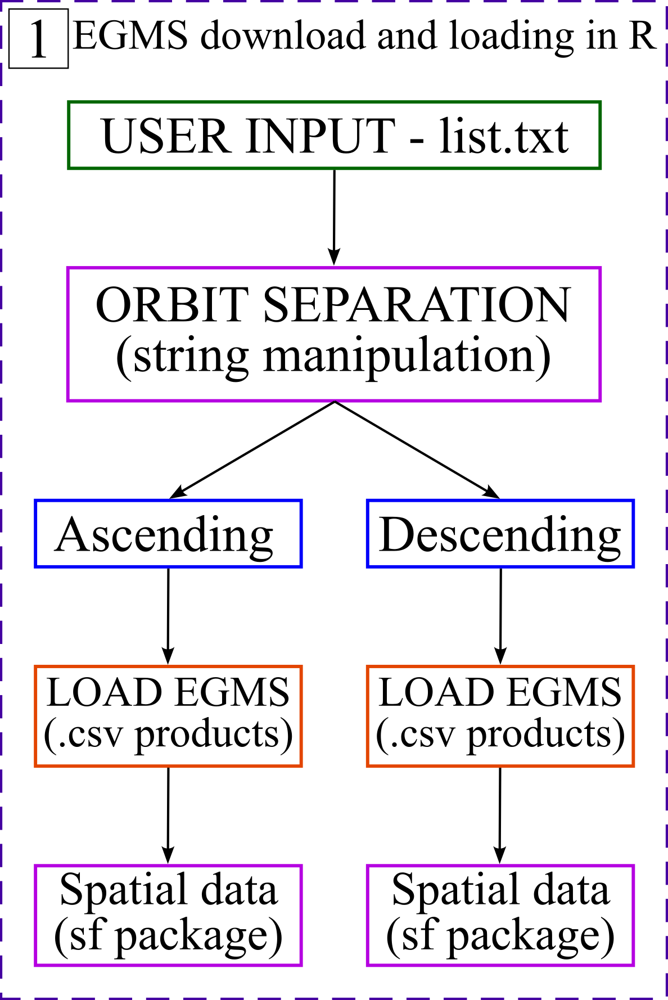 1 EGMS download and loading in R
USER INPUT - list.txt
ORBIT SEPARATION
(string manipulation)
Ascending
Descending
LOAD EGMS
(.csv products)
LOAD EGMS
(.csv products)
Spatial data
(sf package)
Spatial data
(sf package)